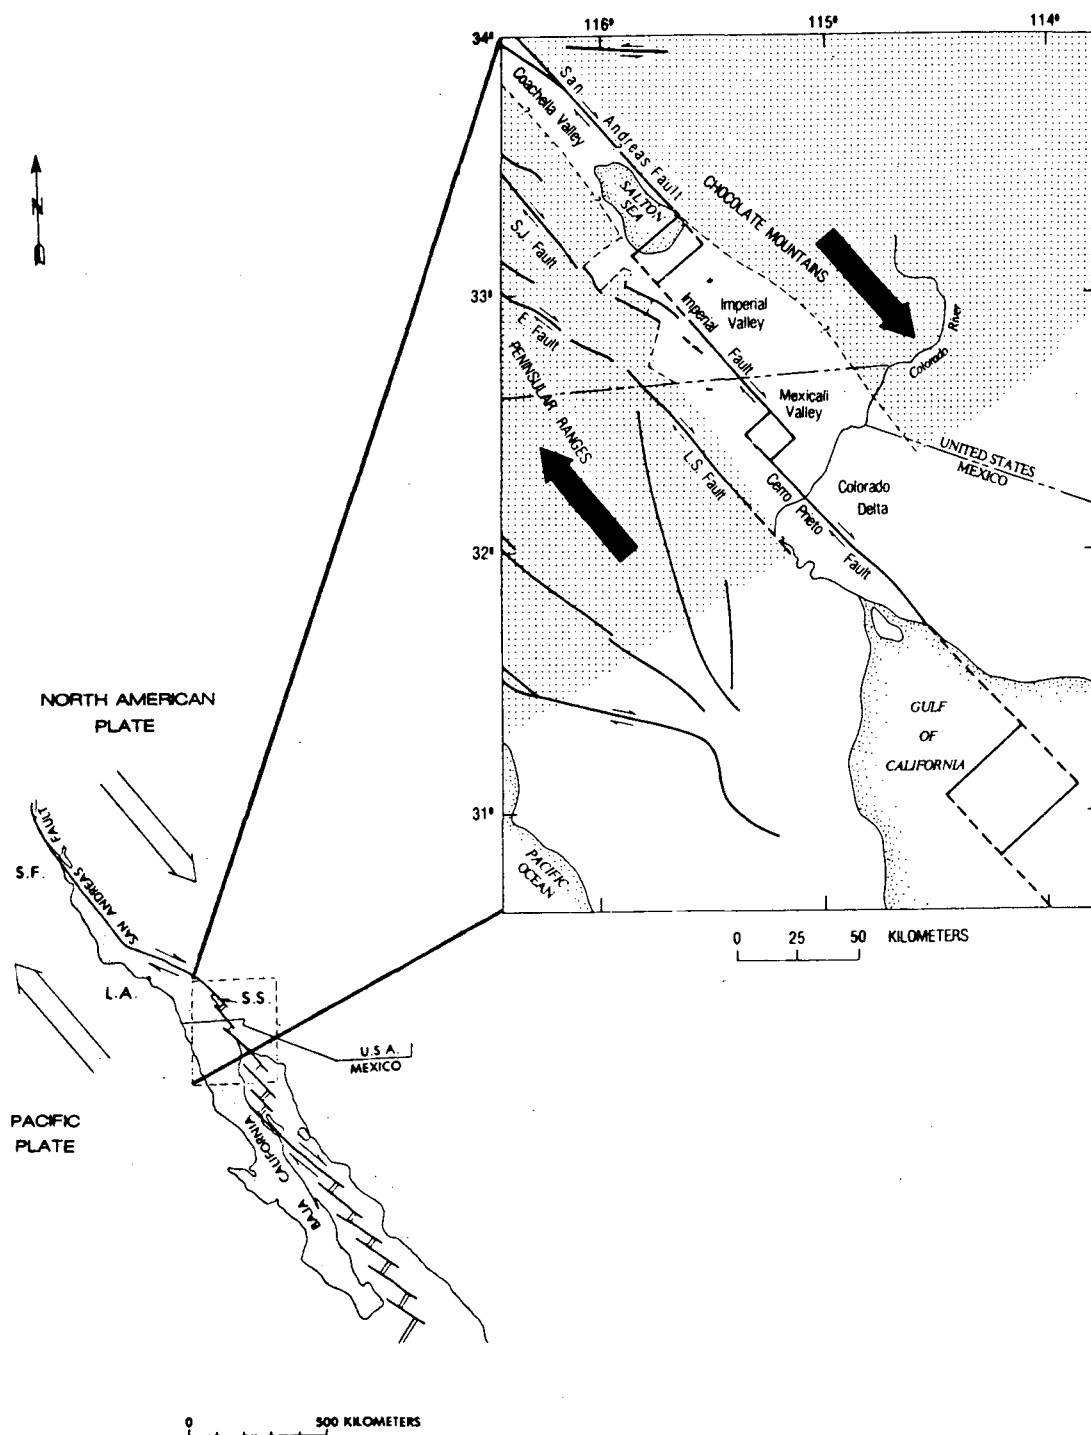 116°
115°
114°
34°
33°
32°
31°
San Andreas Fault
Coachella Valley
SALTON
SEA
CHOCOLATE MOUNTAINS
S.J. Fault
E. Fault
Imperial
Valley
Imperial Fault
Colorado River
PENINSULAR RANGES
Mexicali
Valley
UNITED STATES
MEXICO
L.S. Fault
Cerro Prieto Fault
Colorado
Delta
GULF
OF
CALIFORNIA
PACIFIC
OCEAN
0 25 50 KILOMETERS
N
NORTH AMERICAN
PLATE
SAN ANDREAS FAULT
S.F.
L.A.
S.S.
U.S.A.
MEXICO
PACIFIC
PLATE
BAJA CALIFORNIA
0 500 KILOMETERS